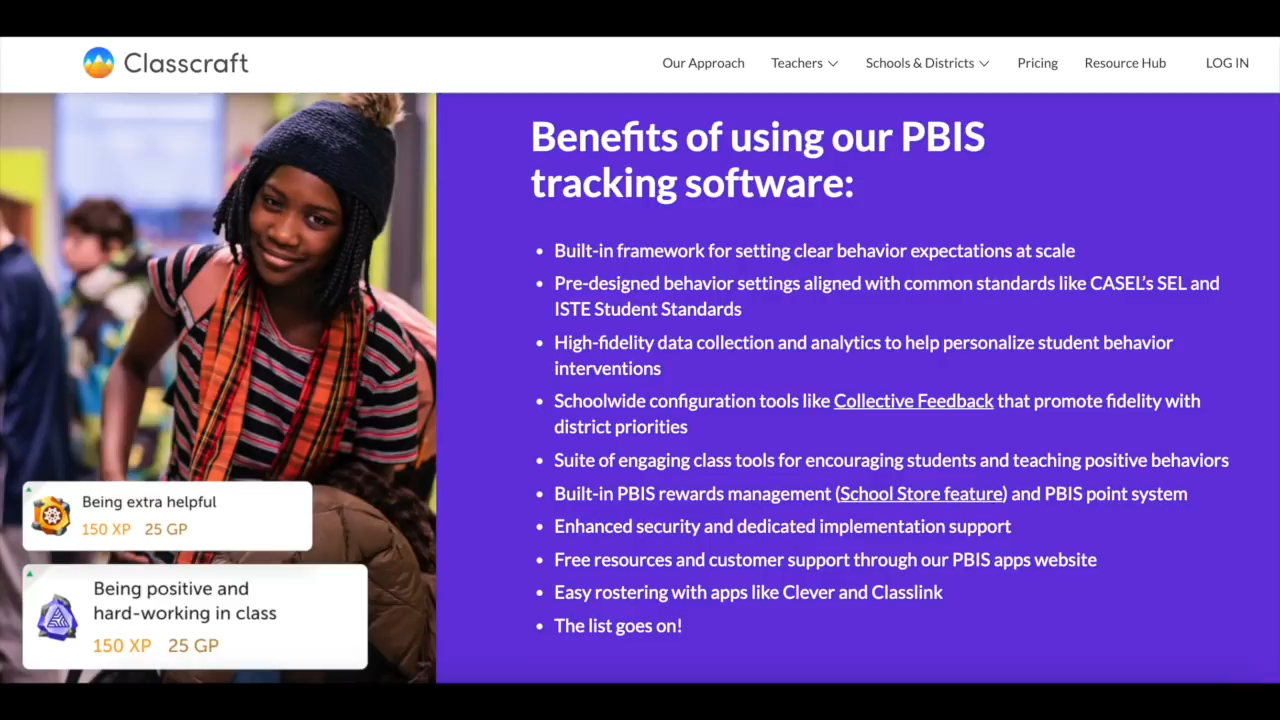 Classcraft
Our Approach
Teachers
Schools & Districts
Pricing
Resource Hub
LOG IN
Benefits of using our PBIS
tracking software:
• Built-in framework for setting clear behavior expectations at scale
• Pre-designed behavior settings aligned with common standards like CASEL's SEL and
ISTE Student Standards
• High-fidelity data collection and analytics to help personalize student behavior
interventions
• Schoolwide configuration tools like Collective Feedback that promote fidelity with
district priorities
• Suite of engaging class tools for encouraging students and teaching positive behaviors
• Built-in PBIS rewards management (School Store feature) and PBIS point system
• Enhanced security and dedicated implementation support
• Free resources and customer support through our PBIS apps website
• Easy rostering with apps like Clever and Classlink
• The list goes on!
Being extra helpful
150 XP 25 GP
Being positive and
hard-working in class
150 XP 25 GP